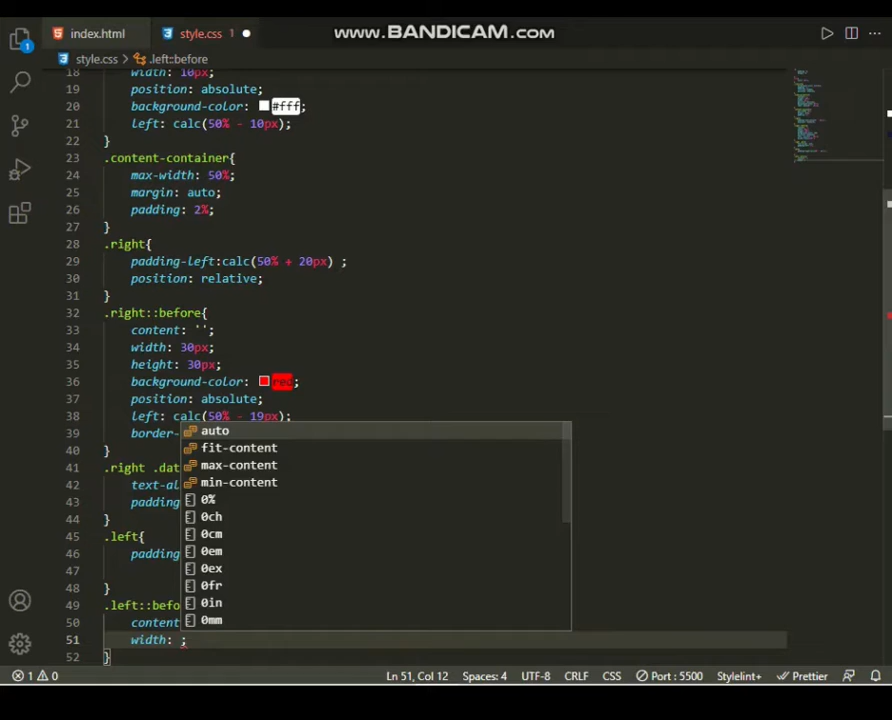 index.html
style.css 1
www.BANDICAM.com
style.css > .left::before
18 width: 10px;
19 position: absolute;
20 background-color: #fff;
21 left: calc(50% - 10px);
22 }
23 .content-container{
24 max-width: 50%;
25 margin: auto;
26 padding: 2%;
27 }
28 .right{
29 padding-left:calc(50% + 20px) ;
30 position: relative;
31 }
32 .right::before{
33 content: '';
34 width: 30px;
35 height: 30px;
36 background-color: red;
37 position: absolute;
38 left: calc(50% - 19px);
39 border-
40 }
41 .right .dat
42 text-al
43 padding
44 }
45 .left{
46 padding
47
48 }
49 .left::befo
50 content
51 width: ;
52 }
auto
fit-content
max-content
min-content
0%
0ch
0cm
0em
0ex
0fr
0in
0mm
1
1 0 Ln 51, Col 12 Spaces: 4 UTF-8 CRLF CSS Port : 5500 Stylelint+ Prettier